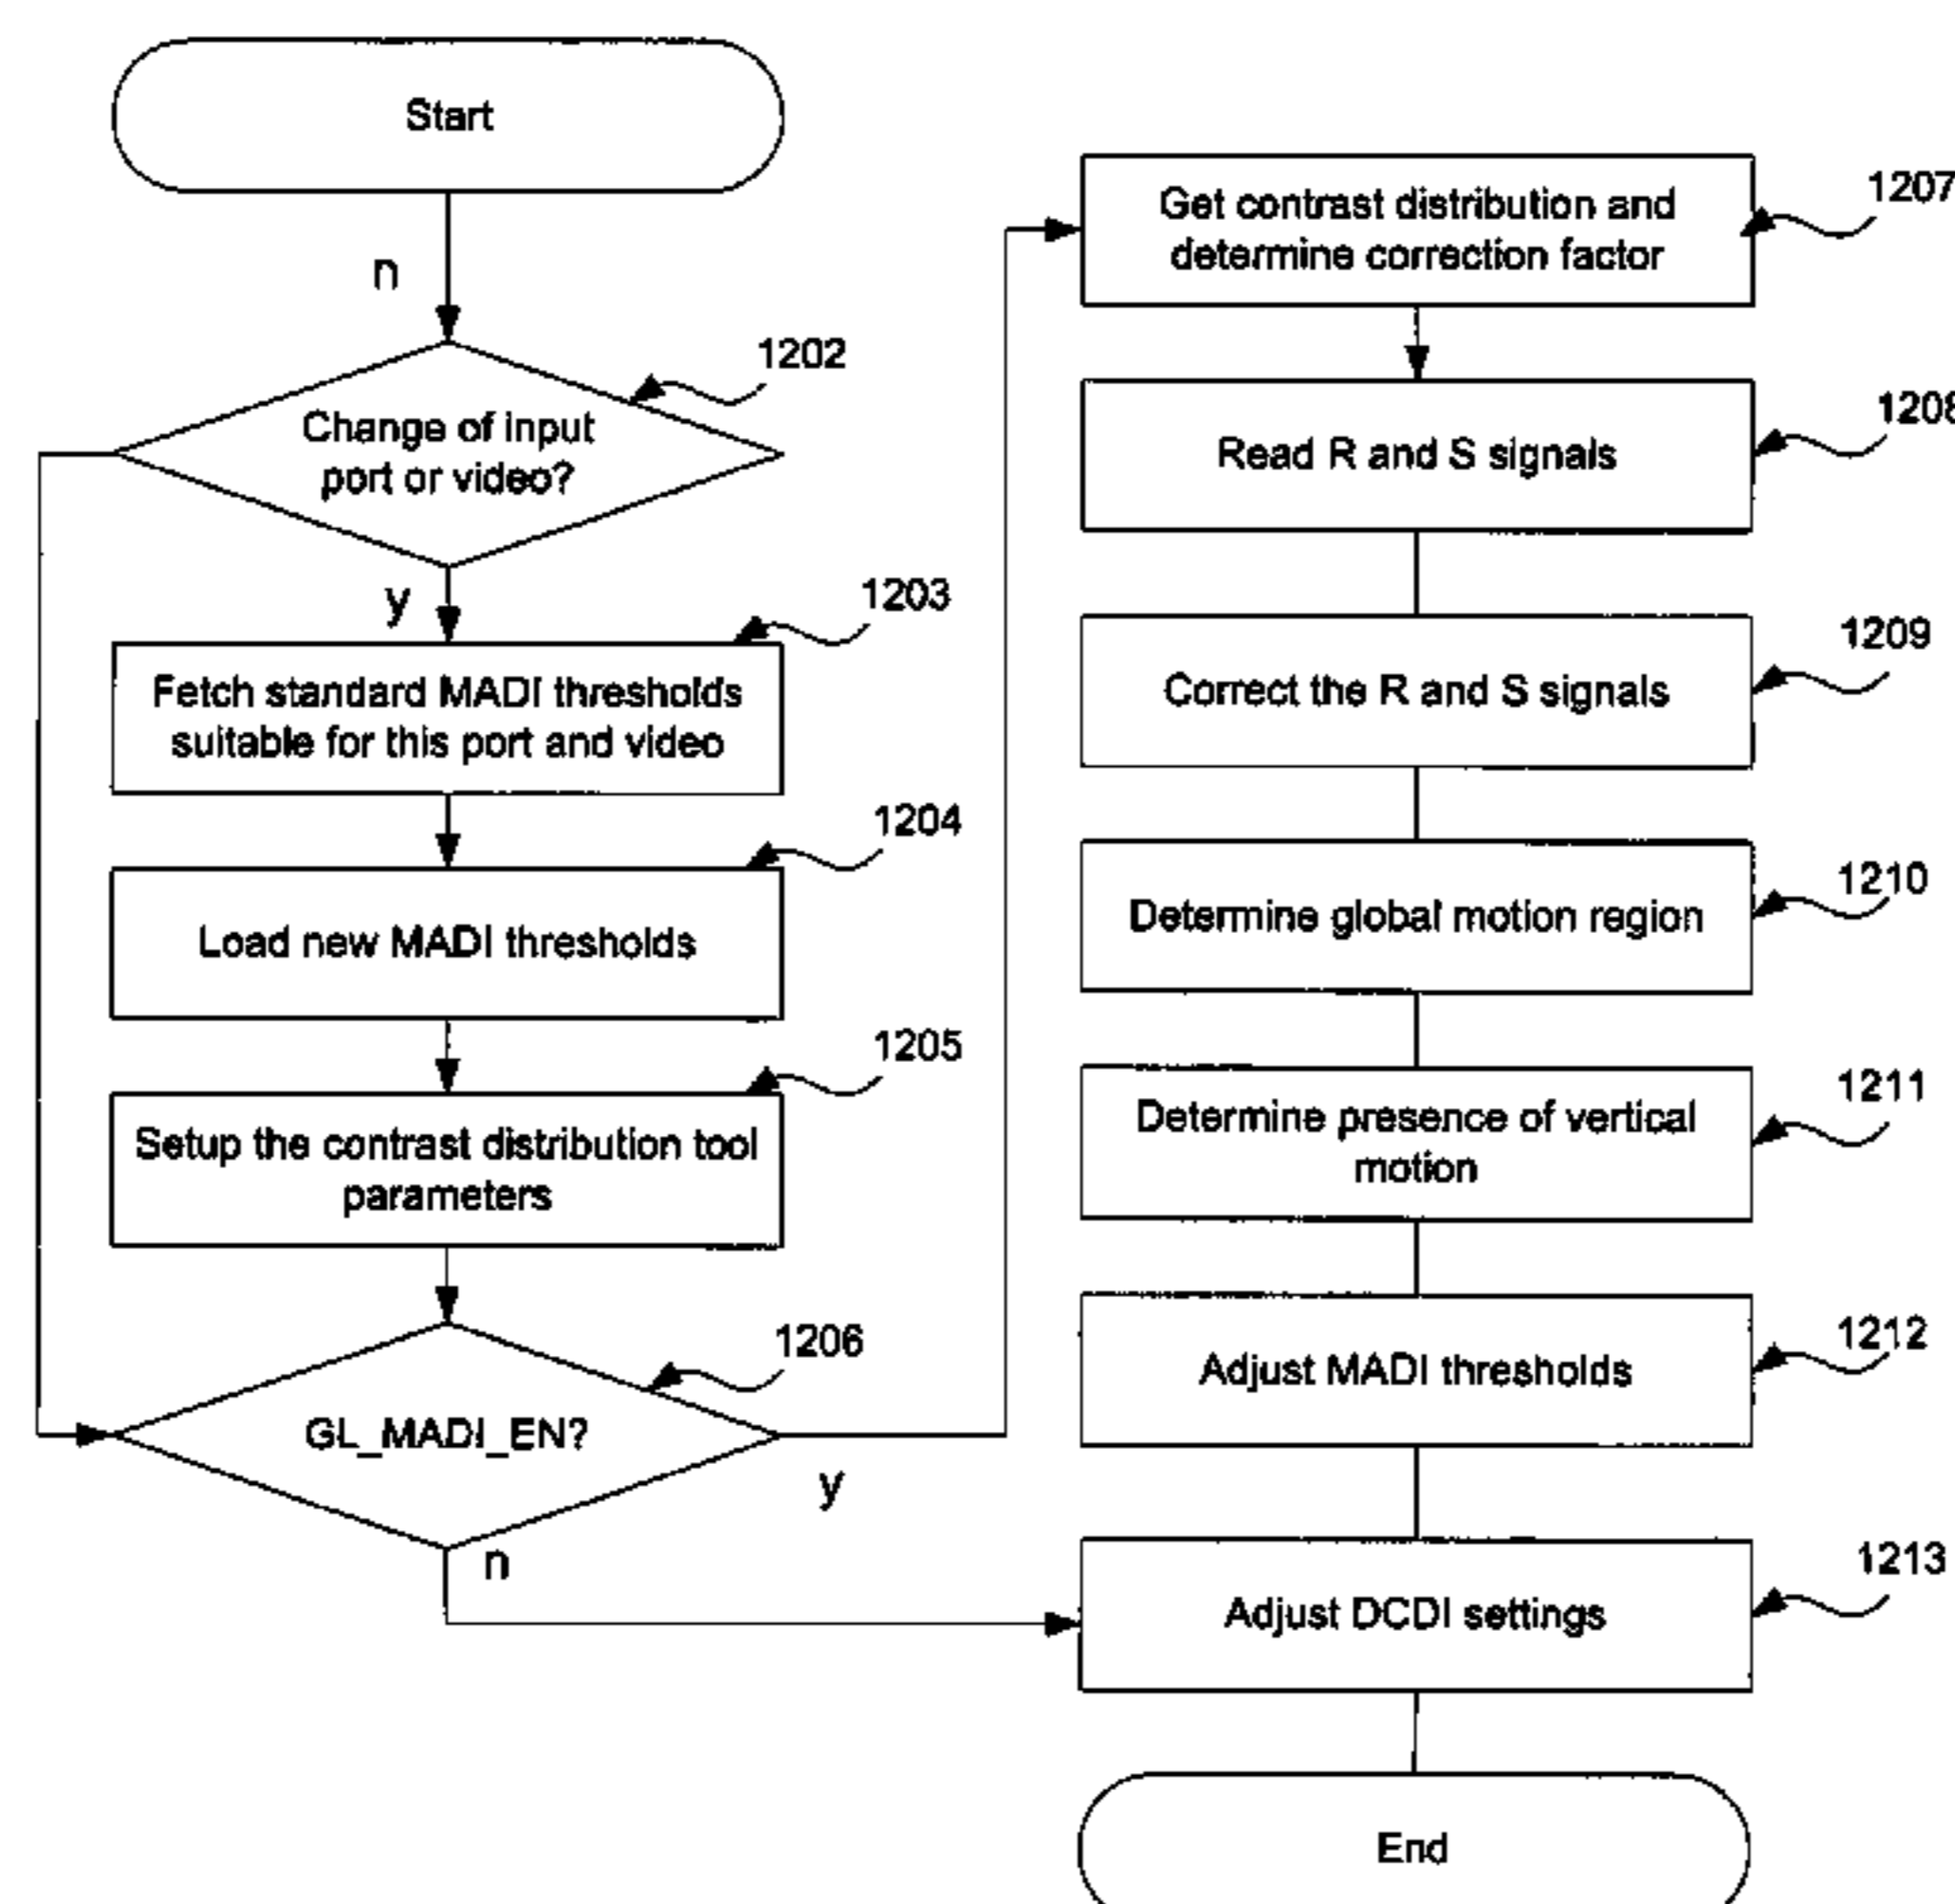 Start
n
1202
Change of input
port or video?
y
1203
Fetch standard MADI thresholds
suitable for this port and video
1204
Load new MADI thresholds
1205
Setup the contrast distribution tool
parameters
1206
GL_MADI_EN?
y
n
1207
Get contrast distribution and
determine correction factor
1208
Read R and S signals
1209
Correct the R and S signals
1210
Determine global motion region
1211
Determine presence of vertical
motion
1212
Adjust MADI thresholds
1213
Adjust DCDI settings
End